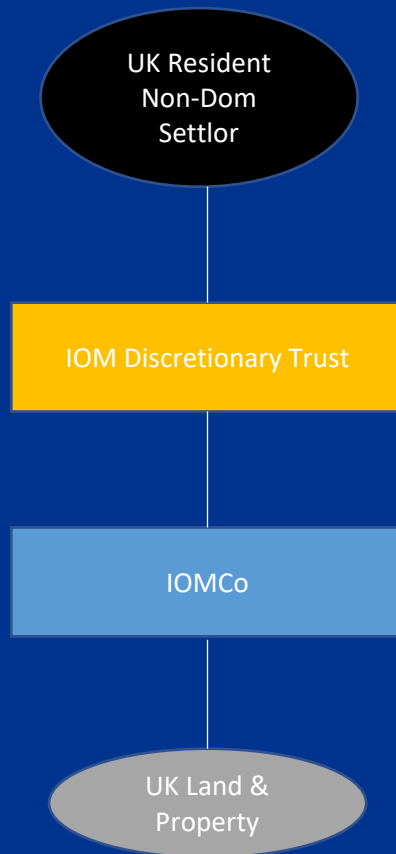 UK Resident
Non-Dom
Settlor
IOM Discretionary Trust
IOMCo
UK Land &
Property